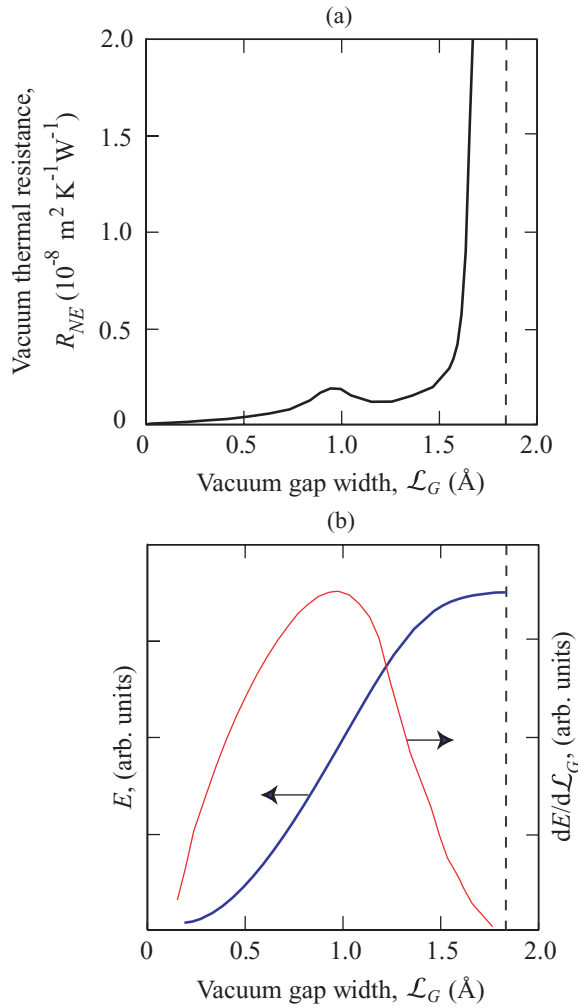 (a)
Vacuum thermal resistance,
R_NE (10^-8 m^2 K^-1 W^-1)
2.0
1.5
1.0
0.5
0
0 0.5 1.0 1.5 2.0
Vacuum gap width, ℒ_G (Å)
(b)
E, (arb. units)
dE/dℒ_G, (arb. units)
0 0.5 1.0 1.5 2.0
Vacuum gap width, ℒ_G (Å)